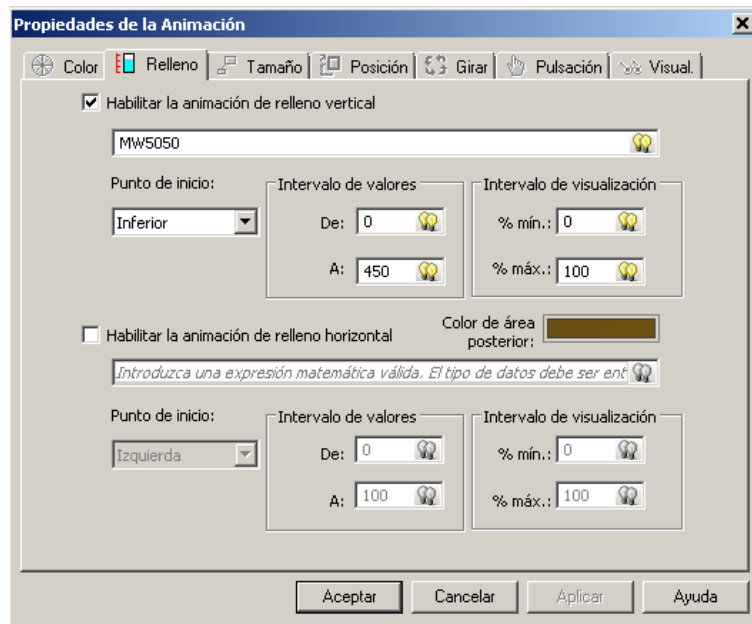 Propiedades de la Animación
Color Relleno Tamaño Posición Girar Pulsación Visual.
Habilitar la animación de relleno vertical
MW5050
Punto de inicio: Intervalo de valores Intervalo de visualización
Inferior De: 0 % mín.: 0
A: 450 % máx.: 100
Habilitar la animación de relleno horizontal Color de área posterior:
Introduzca una expresión matemática válida. El tipo de datos debe ser ent
Punto de inicio: Intervalo de valores Intervalo de visualización
Izquierda De: 0 % mín.: 0
A: 100 % máx.: 100
Aceptar Cancelar Aplicar Ayuda